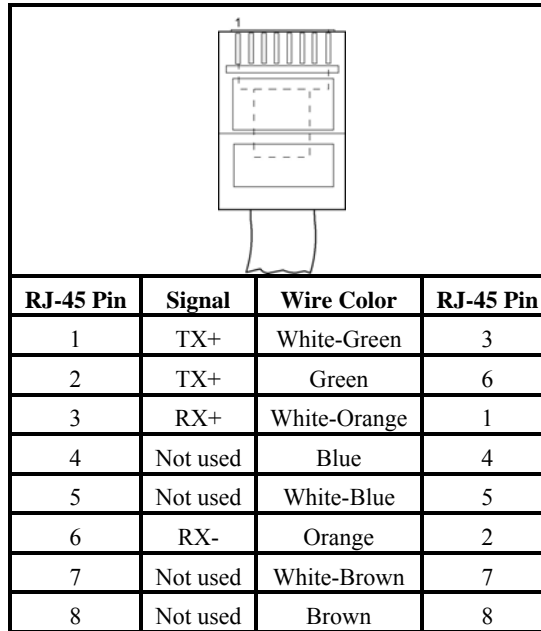 1
RJ-45 Pin Signal Wire Color RJ-45 Pin
1 TX+ White-Green 3
2 TX+ Green 6
3 RX+ White-Orange 1
4 Not used Blue 4
5 Not used White-Blue 5
6 RX- Orange 2
7 Not used White-Brown 7
8 Not used Brown 8